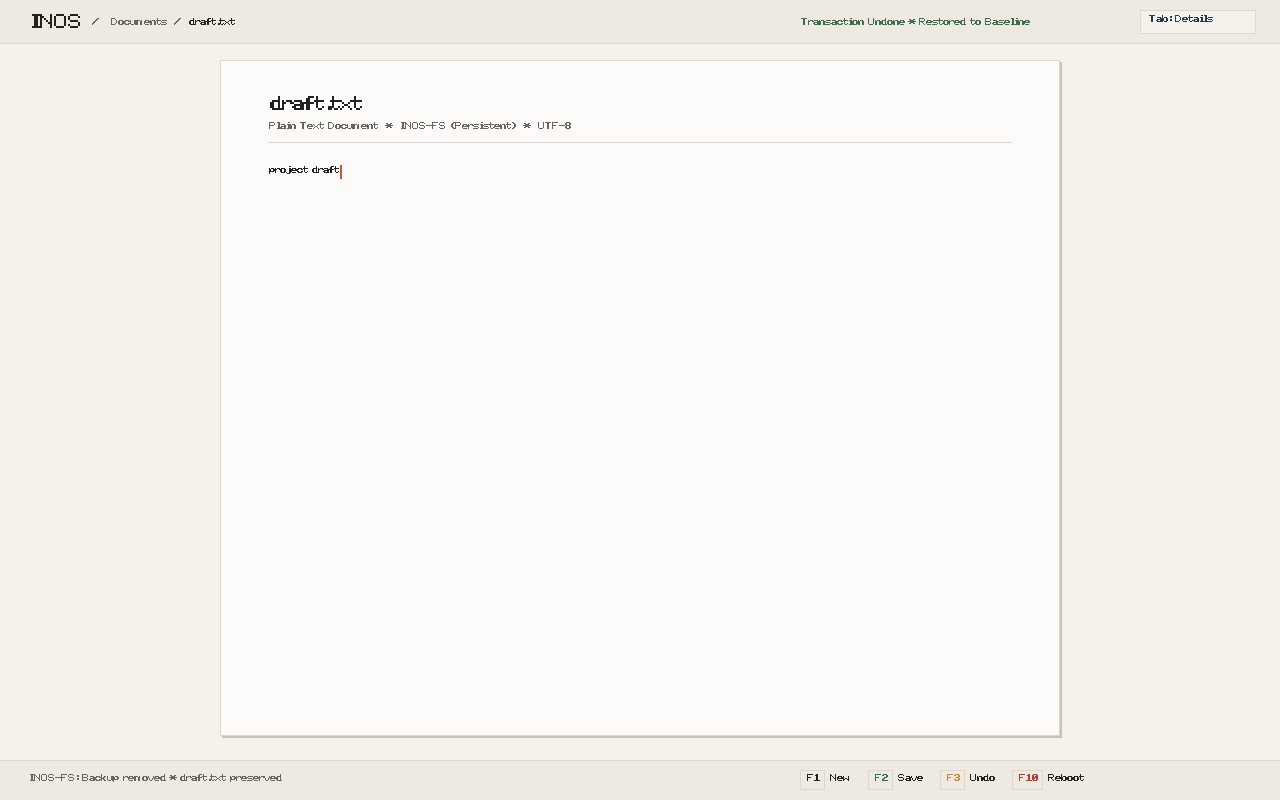 INOS / Documents / draft.txt
Transaction Undone * Restored to Baseline
Tab:Details
draft.txt
Plain Text Document * INOS-FS (Persistent) * UTF-8
project draft
INOS-FS:Backup removed * draft.txt preserved
F1 New F2 Save F3 Undo F10 Reboot